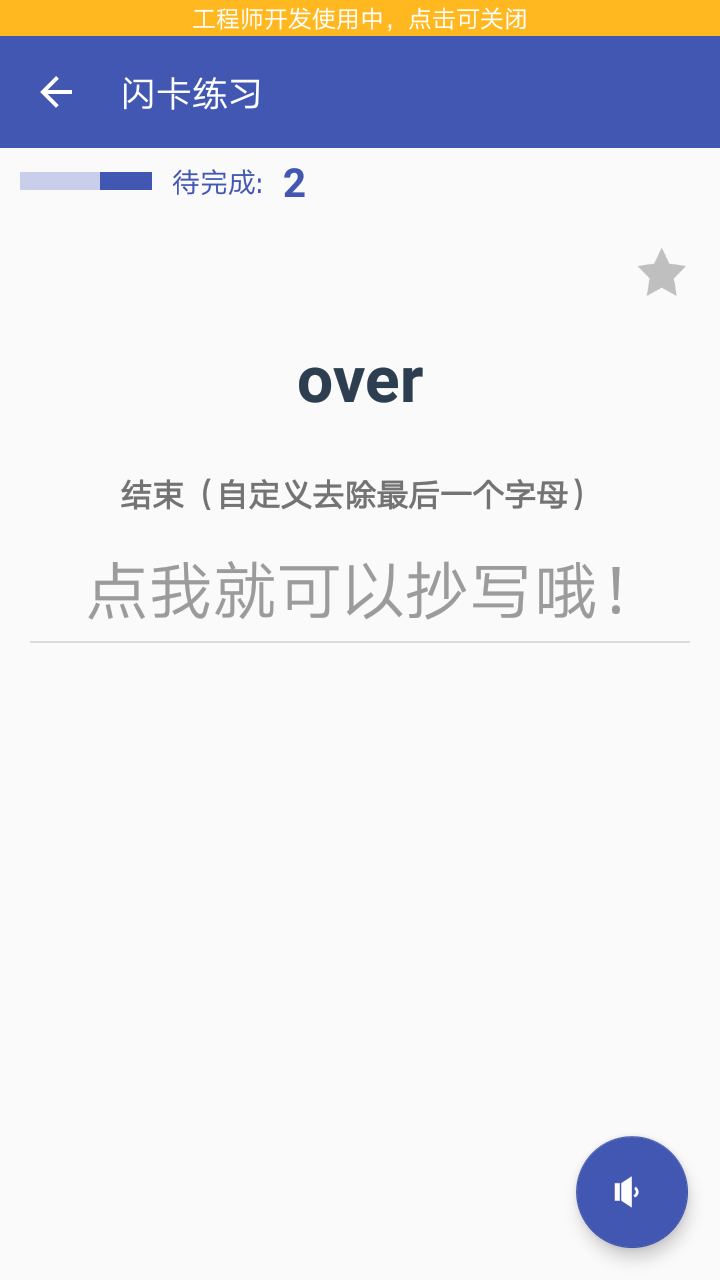 工程师开发使用中，点击可关闭
闪卡练习
待完成: 2
over
结束（自定义去除最后一个字母）
点我就可以抄写哦！